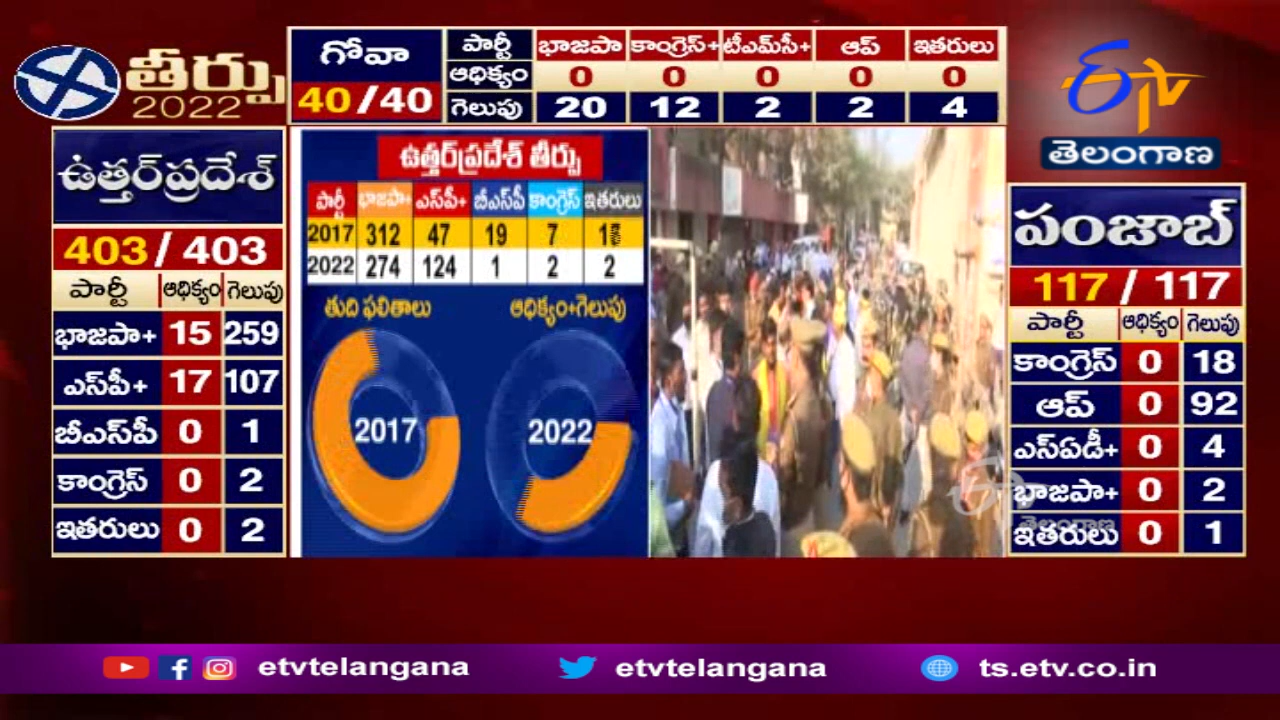 తీర్పు
2022
గోవా
40/40
పార్టీ భాజపా కాంగ్రెస్+ టీఎమ్‌సీ+ ఆప్ ఇతరులు
ఆధిక్యం 0 0 0 0 0
గెలుపు 20 12 2 2 4
ETV
తెలంగాణ
ఉత్తర్‌ప్రదేశ్
403/403
పార్టీ ఆధిక్యం గెలుపు
భాజపా+ 15 259
ఎస్‌పీ+ 17 107
బీఎస్‌పీ 0 1
కాంగ్రెస్ 0 2
ఇతరులు 0 2
ఉత్తర్‌ప్రదేశ్ తీర్పు
పార్టీ భాజపా+ ఎస్‌పీ+ బీఎస్‌పీ కాంగ్రెస్ ఇతరులు
2017 312 47 19 7
2022 274 124 1 2 2
తుది ఫలితాలు ఆధిక్యం+గెలుపు
2017 2022
పంజాబ్
117/117
పార్టీ ఆధిక్యం గెలుపు
కాంగ్రెస్ 0 18
ఆప్ 0 92
ఎస్ఏడీ+ 0 4
భాజపా+ 0 2
ఇతరులు 0 1
తెలంగాణ
etvtelangana etvtelangana ts.etv.co.in